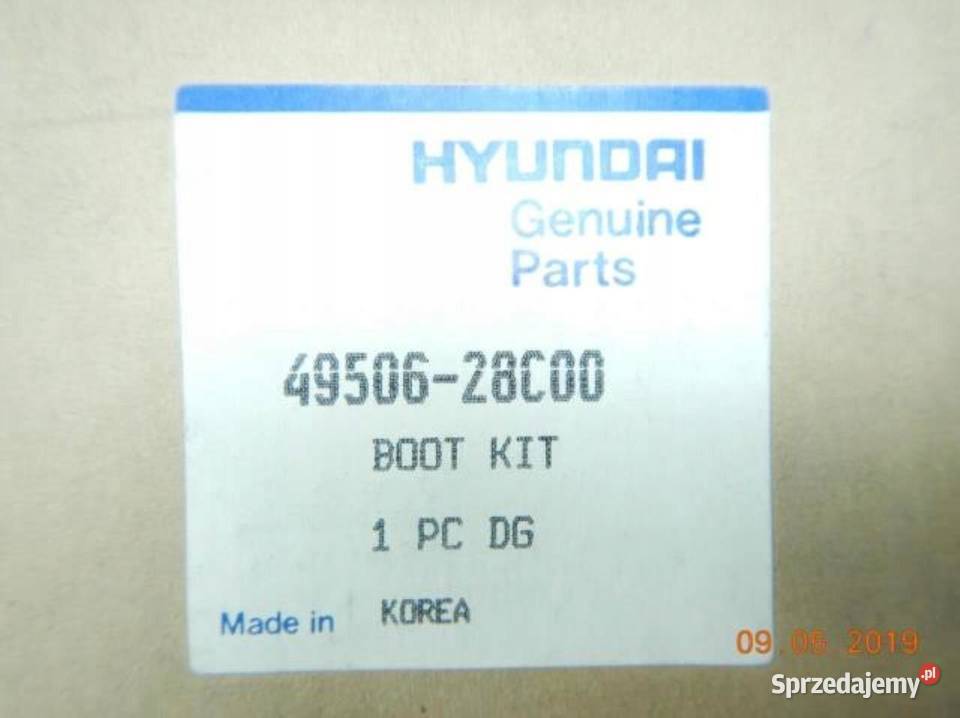 HYUNDAI
Genuine
Parts
49506-28C00
BOOT KIT
1 PC DG
Made in KOREA
09.05 2019
Sprzedajemy.pl